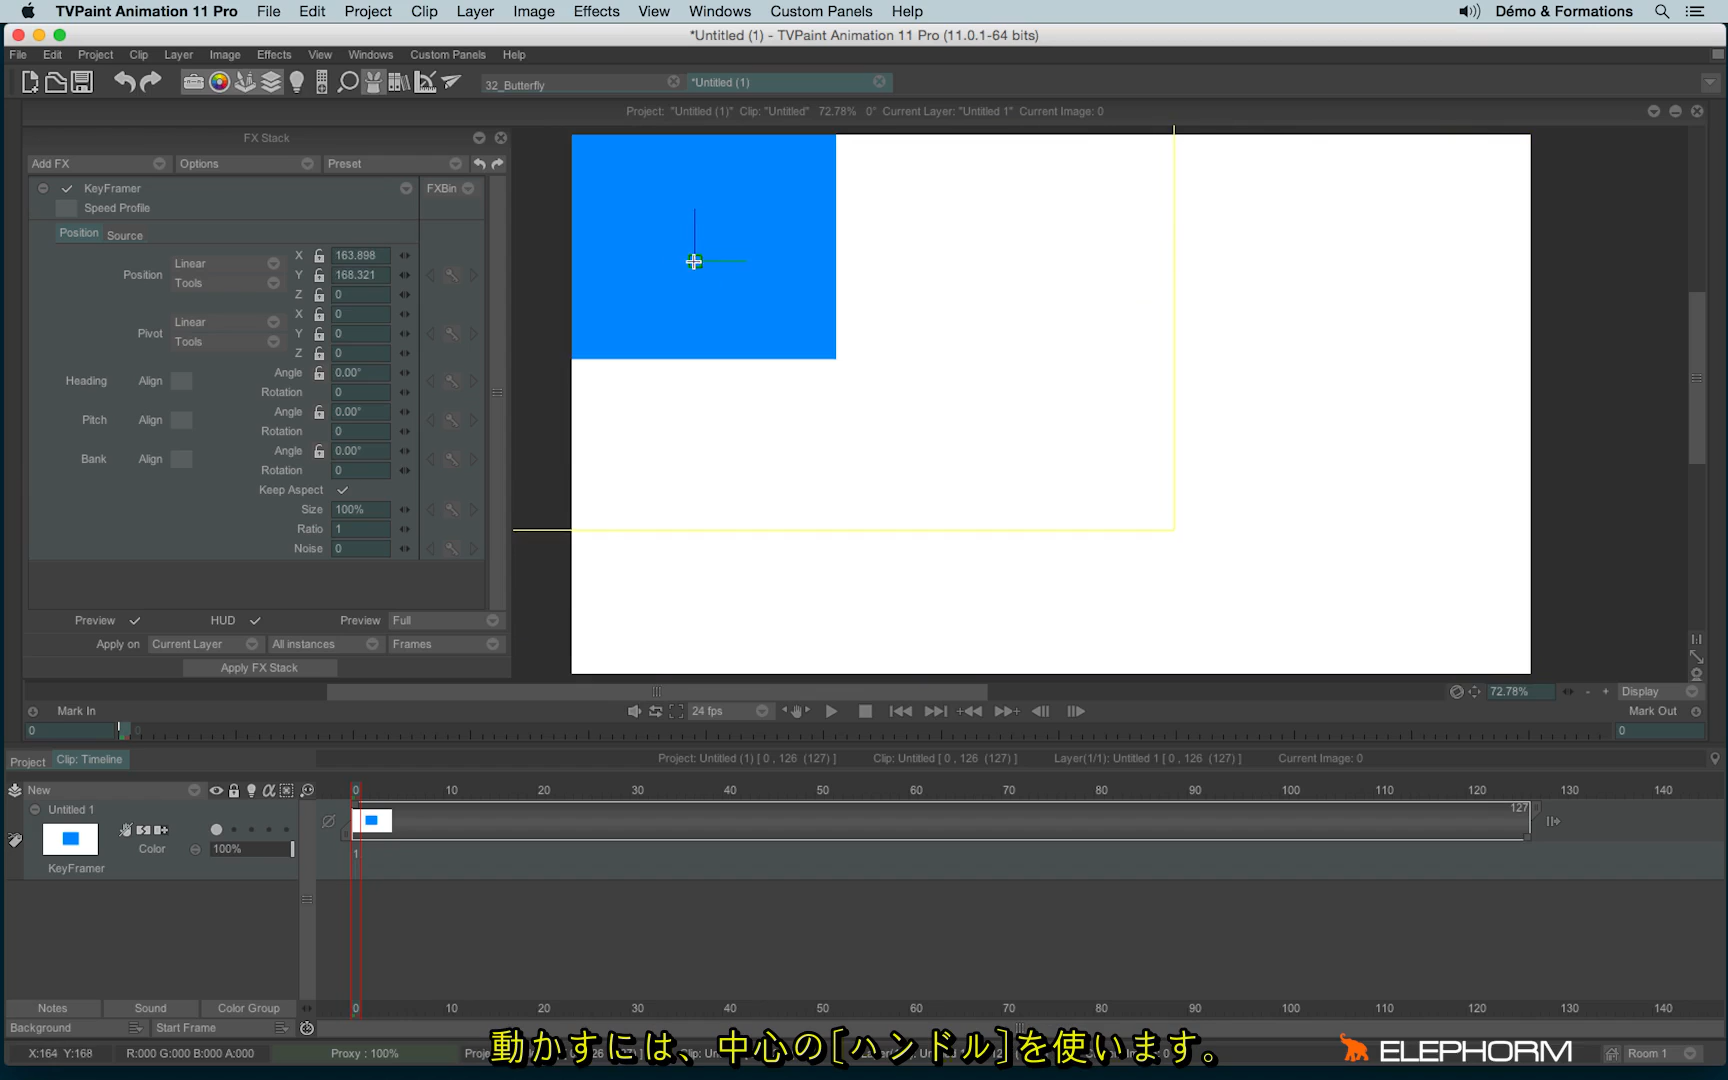 TVPaint Animation 11 Pro File Edit Project Clip Layer Image Effects View Windows Custom Panels Help Démo & Formations
*Untitled (1) - TVPaint Animation 11 Pro (11.0.1-64 bits)
File Edit Project Clip Layer Image Effects View Windows Custom Panels Help
32_Butterfly *Untitled (1)
Project: "Untitled (1)" Clip: "Untitled" 72.78% 0° Current Layer: "Untitled 1" Current Image: 0
FX Stack
Add FX Options Preset
KeyFramer FXBin
Speed Profile
Position Source
Linear X 163.898
Position
Tools Y 168.321
Z 0
Linear X 0
Pivot Y 0
Tools
Z 0
Heading Align Angle 0.00°
Rotation 0
Pitch Align Angle 0.00°
Rotation 0
Bank Align Angle 0.00°
Rotation 0
Keep Aspect
Size 100%
Ratio 1
Noise 0
Preview HUD Preview Full
Apply on Current Layer All instances Frames
Apply FX Stack
72.78% - + Display
Mark In 24 fps Mark Out
0 0 0
Project Clip: Timeline Project: Untitled (1) [ 0 , 126 (127) ] Clip: Untitled [ 0 , 126 (127) ] Layer(1/1): Untitled 1 [ 0 , 126 (127) ] Current Image: 0
New 0 10 20 30 40 50 60 70 80 90 100 110 120 130 140
Untitled 1 127
Color 100%
1
KeyFramer
Notes Sound Color Group 0 10 20 30 40 50 60 70 80 90 100 110 120 130 140
Background Start Frame
動かすには、中心の[ハンドル]を使います。
X:164 Y:168 R:000 G:000 B:000 A:000 Proxy : 100% ELEPHORM Room 1